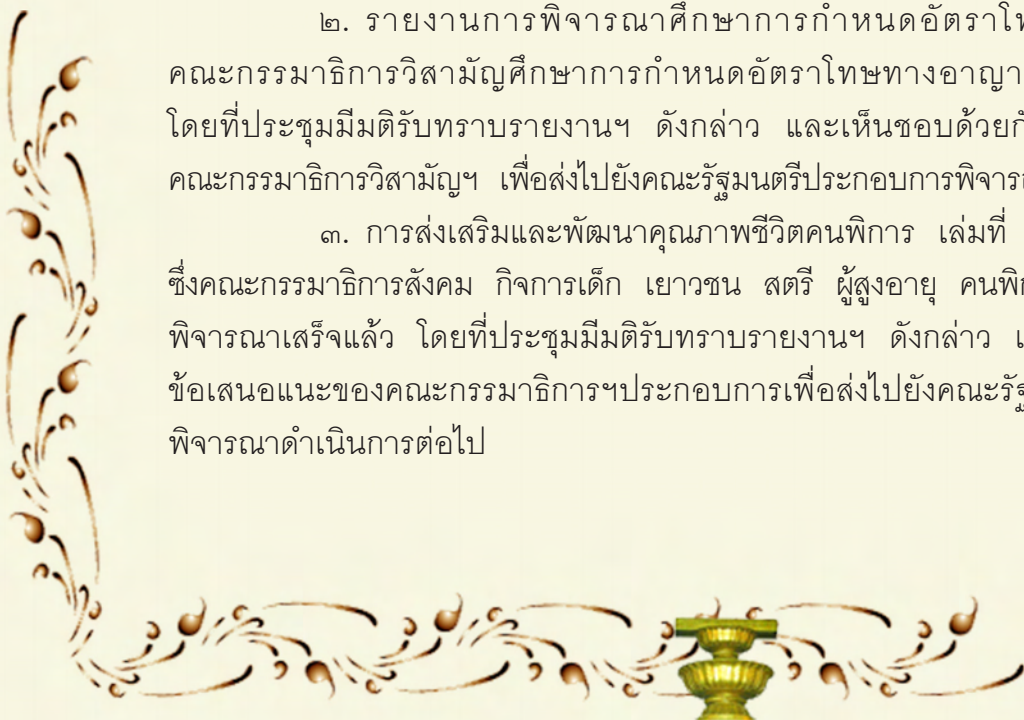 ๒. รายงานการพิจารณาศึกษาการกำหนดอัตราโท
คณะกรรมาธิการวิสามัญศึกษาการกำหนดอัตราโทษทางอาญา
โดยที่ประชุมมีมติรับทราบรายงานฯ ดังกล่าว และเห็นชอบด้วยกั
คณะกรรมาธิการวิสามัญฯ เพื่อส่งไปยังคณะรัฐมนตรีประกอบการพิจารณ
๓. การส่งเสริมและพัฒนาคุณภาพชีวิตคนพิการ เล่มที่
ซึ่งคณะกรรมาธิการสังคม กิจการเด็ก เยาวชน สตรี ผู้สูงอายุ คนพิก
พิจารณาเสร็จแล้ว โดยที่ประชุมมีมติรับทราบรายงานฯ ดังกล่าว แ
ข้อเสนอแนะของคณะกรรมาธิการฯประกอบการเพื่อส่งไปยังคณะรัฐ
พิจารณาดำเนินการต่อไป